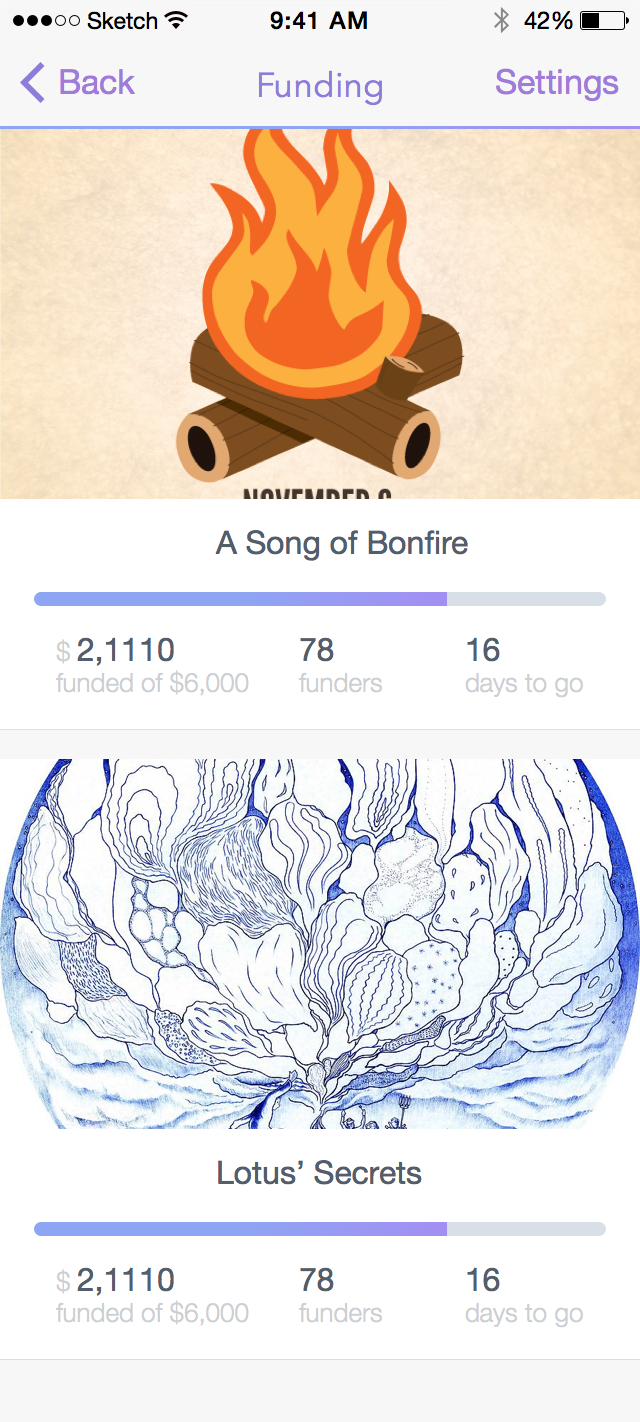 Sketch 9:41 AM 42%
Back Funding Settings
NOVEMBER
A Song of Bonfire
$ 2,1110 78 16
funded of $6,000 funders days to go
Lotus’ Secrets
$ 2,1110 78 16
funded of $6,000 funders days to go